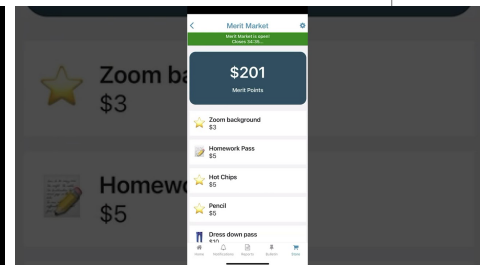 Merit Market
Merit Market is open!
$201
Merit Points
Zoom background
$3
Homework Pass
$5
Hot Chips
$5
Pencil
$5
Dress down pass
$10
Home
Notifications
Reports
Bulletin
Store
Zoom ba
$3
Homewo
$5